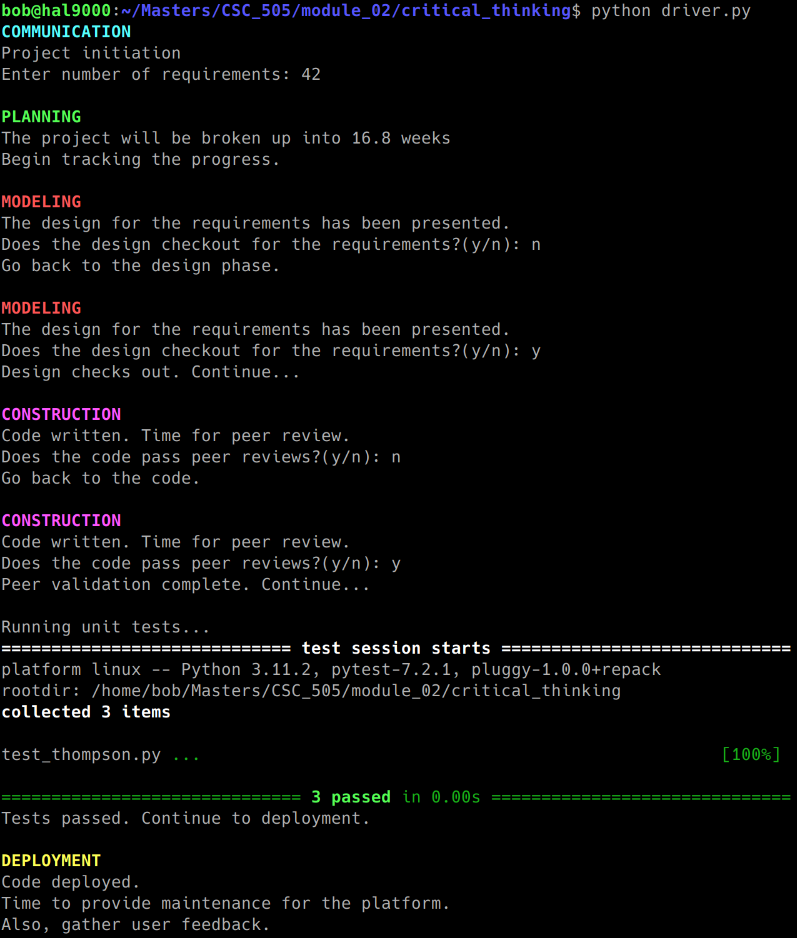 bob@hal9000:~/Masters/CSC_505/module_02/critical_thinking$ python driver.py
COMMUNICATION
Project initiation
Enter number of requirements: 42
PLANNING
The project will be broken up into 16.8 weeks
Begin tracking the progress.
MODELING
The design for the requirements has been presented.
Does the design checkout for the requirements?(y/n): n
Go back to the design phase.
MODELING
The design for the requirements has been presented.
Does the design checkout for the requirements?(y/n): y
Design checks out. Continue...
CONSTRUCTION
Code written. Time for peer review.
Does the code pass peer reviews?(y/n): n
Go back to the code.
CONSTRUCTION
Code written. Time for peer review.
Does the code pass peer reviews?(y/n): y
Peer validation complete. Continue...
Running unit tests...
============================= test session starts =============================
platform linux -- Python 3.11.2, pytest-7.2.1, pluggy-1.0.0+repack
rootdir: /home/bob/Masters/CSC_505/module_02/critical_thinking
collected 3 items
test_thompson.py ... [100%]
============================== 3 passed in 0.00s ==============================
Tests passed. Continue to deployment.
DEPLOYMENT
Code deployed.
Time to provide maintenance for the platform.
Also, gather user feedback.